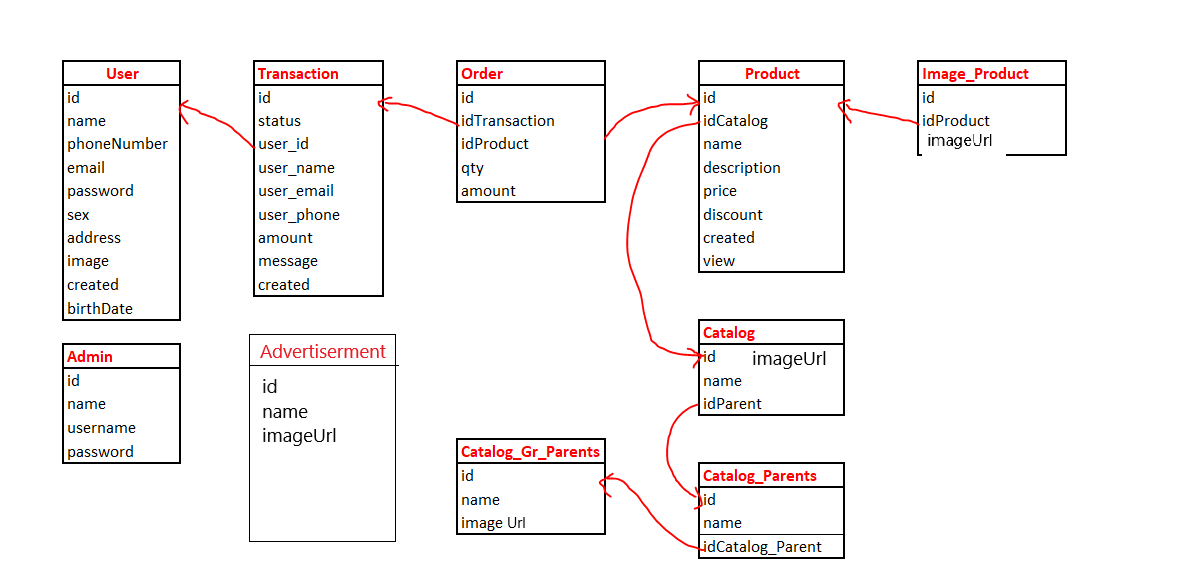 User
id
name
phoneNumber
email
password
sex
address
image
created
birthDate
Transaction
id
status
user_id
user_name
user_email
user_phone
amount
message
created
Order
id
idTransaction
idProduct
qty
amount
Product
id
idCatalog
name
description
price
discount
created
view
Image_Product
id
idProduct
imageUrl
Admin
id
name
username
password
Advertiserment
id
name
imageUrl
Catalog
id imageUrl
name
idParent
Catalog_Gr_Parents
id
name
image Url
Catalog_Parents
id
name
idCatalog_Parent